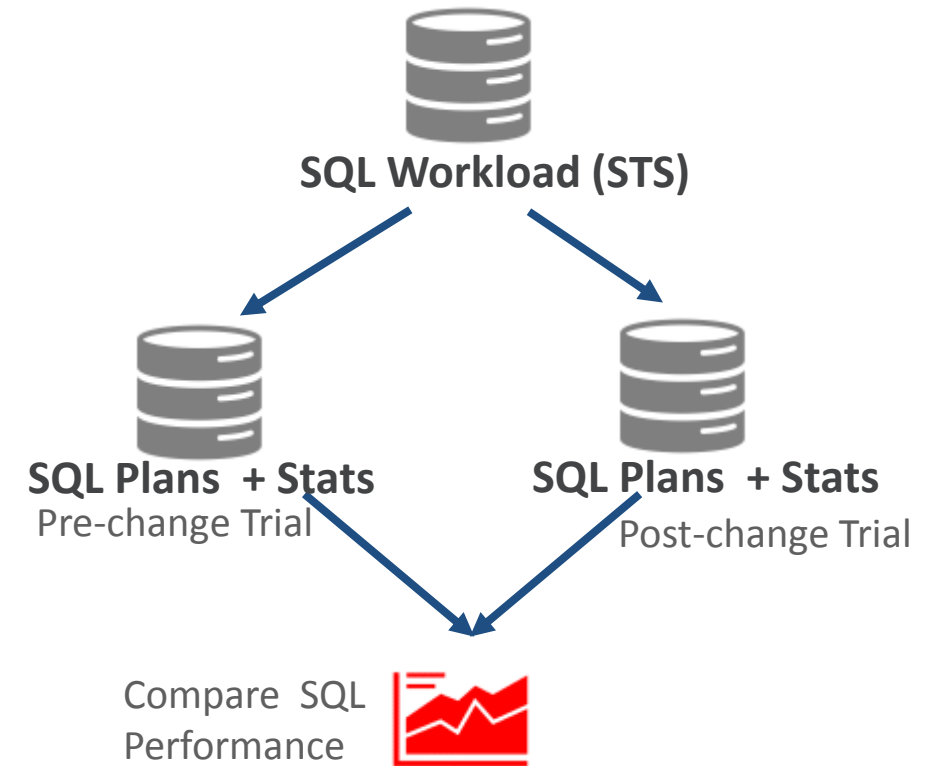 SQL Workload (STS)
SQL Plans + Stats
Pre-change Trial
SQL Plans + Stats
Post-change Trial
Compare SQL
Performance